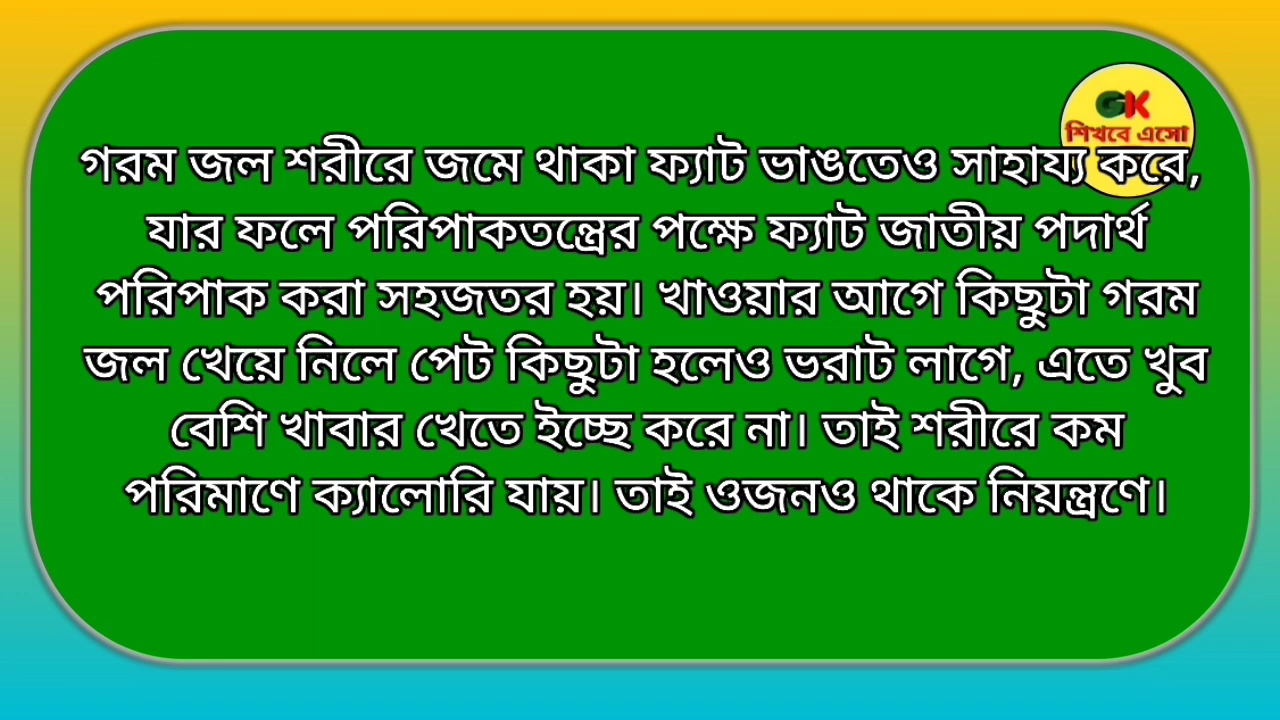 GK
শিখবে এসো
গরম জল শরীরে জমে থাকা ফ্যাট ভাঙতেও সাহায্য করে,
যার ফলে পরিপাকতন্ত্রের পক্ষে ফ্যাট জাতীয় পদার্থ
পরিপাক করা সহজতর হয়। খাওয়ার আগে কিছুটা গরম
জল খেয়ে নিলে পেট কিছুটা হলেও ভরাট লাগে, এতে খুব
বেশি খাবার খেতে ইচ্ছে করে না। তাই শরীরে কম
পরিমাণে ক্যালোরি যায়। তাই ওজনও থাকে নিয়ন্ত্রণে।